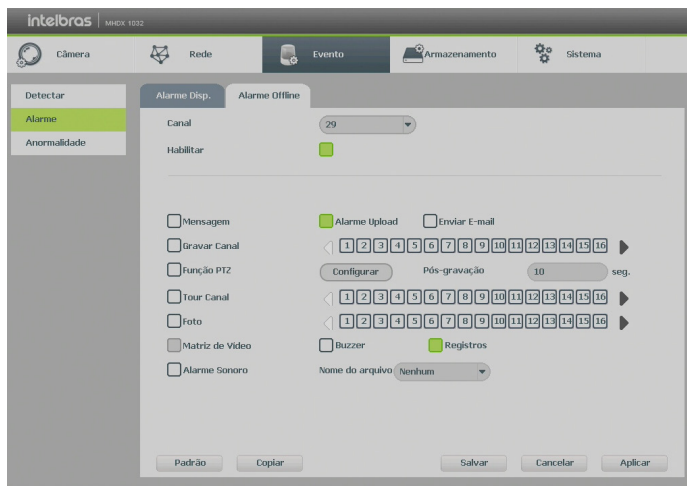 intelbras | MHDX 1032
Câmera Rede Evento Armazenamento Sistema
Detectar
Alarme
Anormalidade
Alarme Disp. Alarme Offline
Canal 29
Habilitar
Mensagem Alarme Upload Enviar E-mail
Gravar Canal 1 2 3 4 5 6 7 8 9 10 11 12 13 14 15 16
Função PTZ Configurar Pós-gravação 10 seg.
Tour Canal 1 2 3 4 5 6 7 8 9 10 11 12 13 14 15 16
Foto 1 2 3 4 5 6 7 8 9 10 11 12 13 14 15 16
Matriz de Vídeo Buzzer Registros
Alarme Sonoro Nome do arquivo Nenhum
Padrão Copiar Salvar Cancelar Aplicar